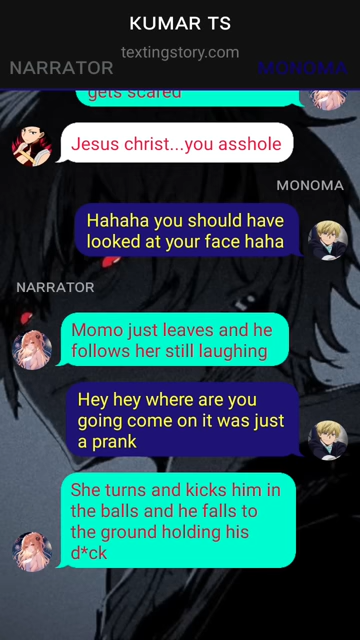 KUMAR TS
textingstory.com
NARRATOR
MONOMA
gets scared
Jesus christ...you asshole
MONOMA
Hahaha you should have
looked at your face haha
NARRATOR
Momo just leaves and he
follows her still laughing
Hey hey where are you
going come on it was just
a prank
She turns and kicks him in
the balls and he falls to
the ground holding his
d*ck